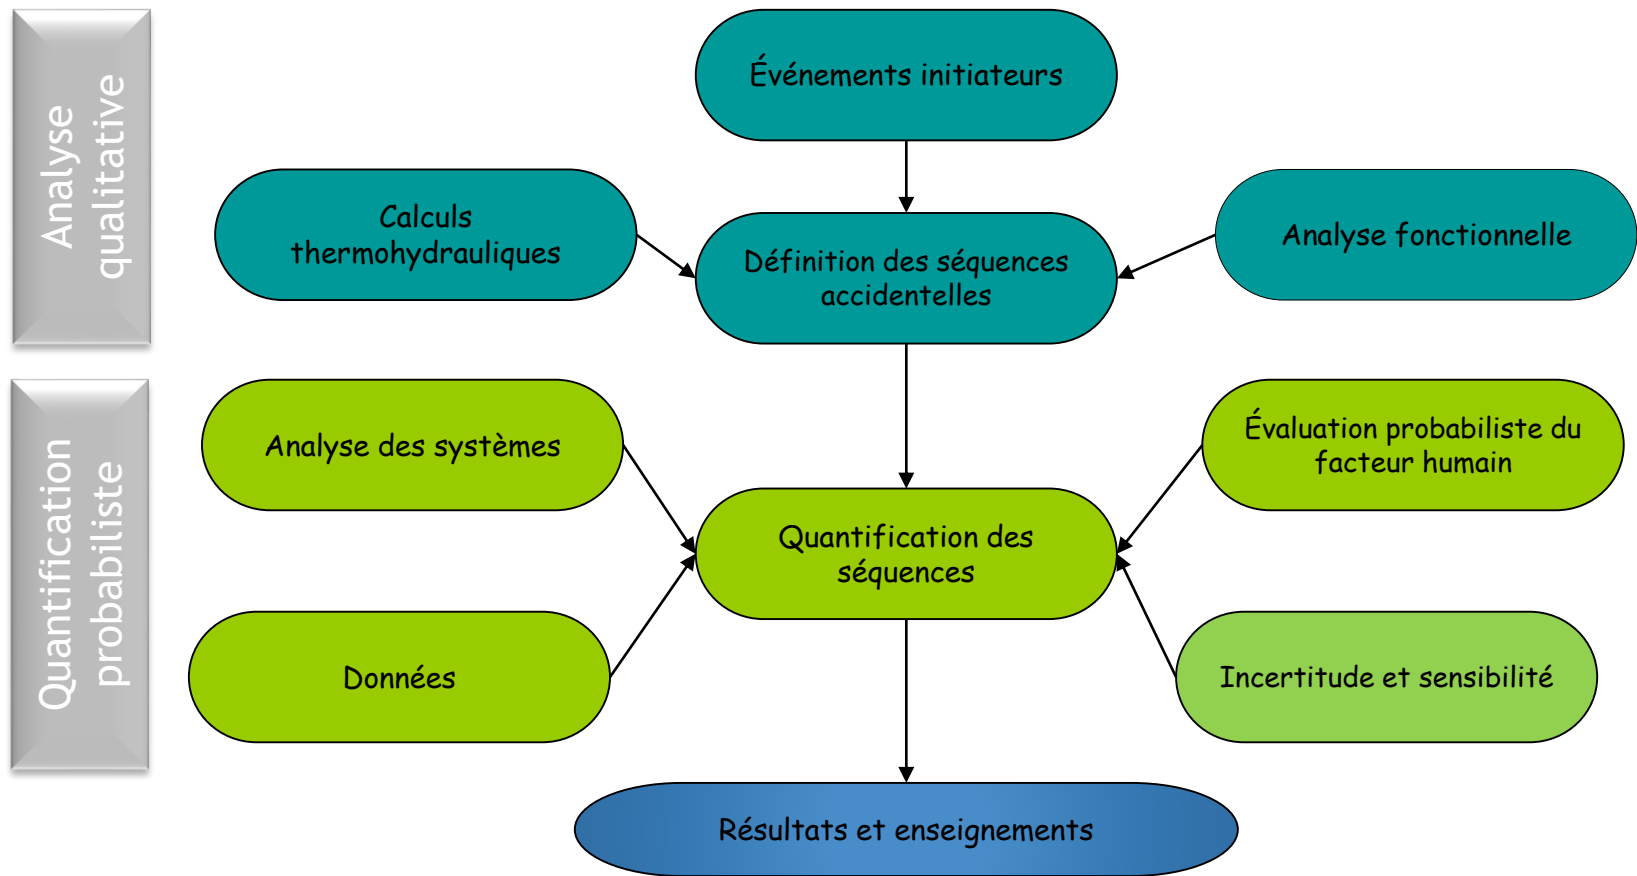 Analyse
qualitative
Événements initiateurs
Calculs
thermohydrauliques
Définition des séquences
accidentelles
Analyse fonctionnelle
Quantification
probabiliste
Analyse des systèmes
Évaluation probabiliste du
facteur humain
Quantification des
séquences
Données
Incertitude et sensibilité
Résultats et enseignements